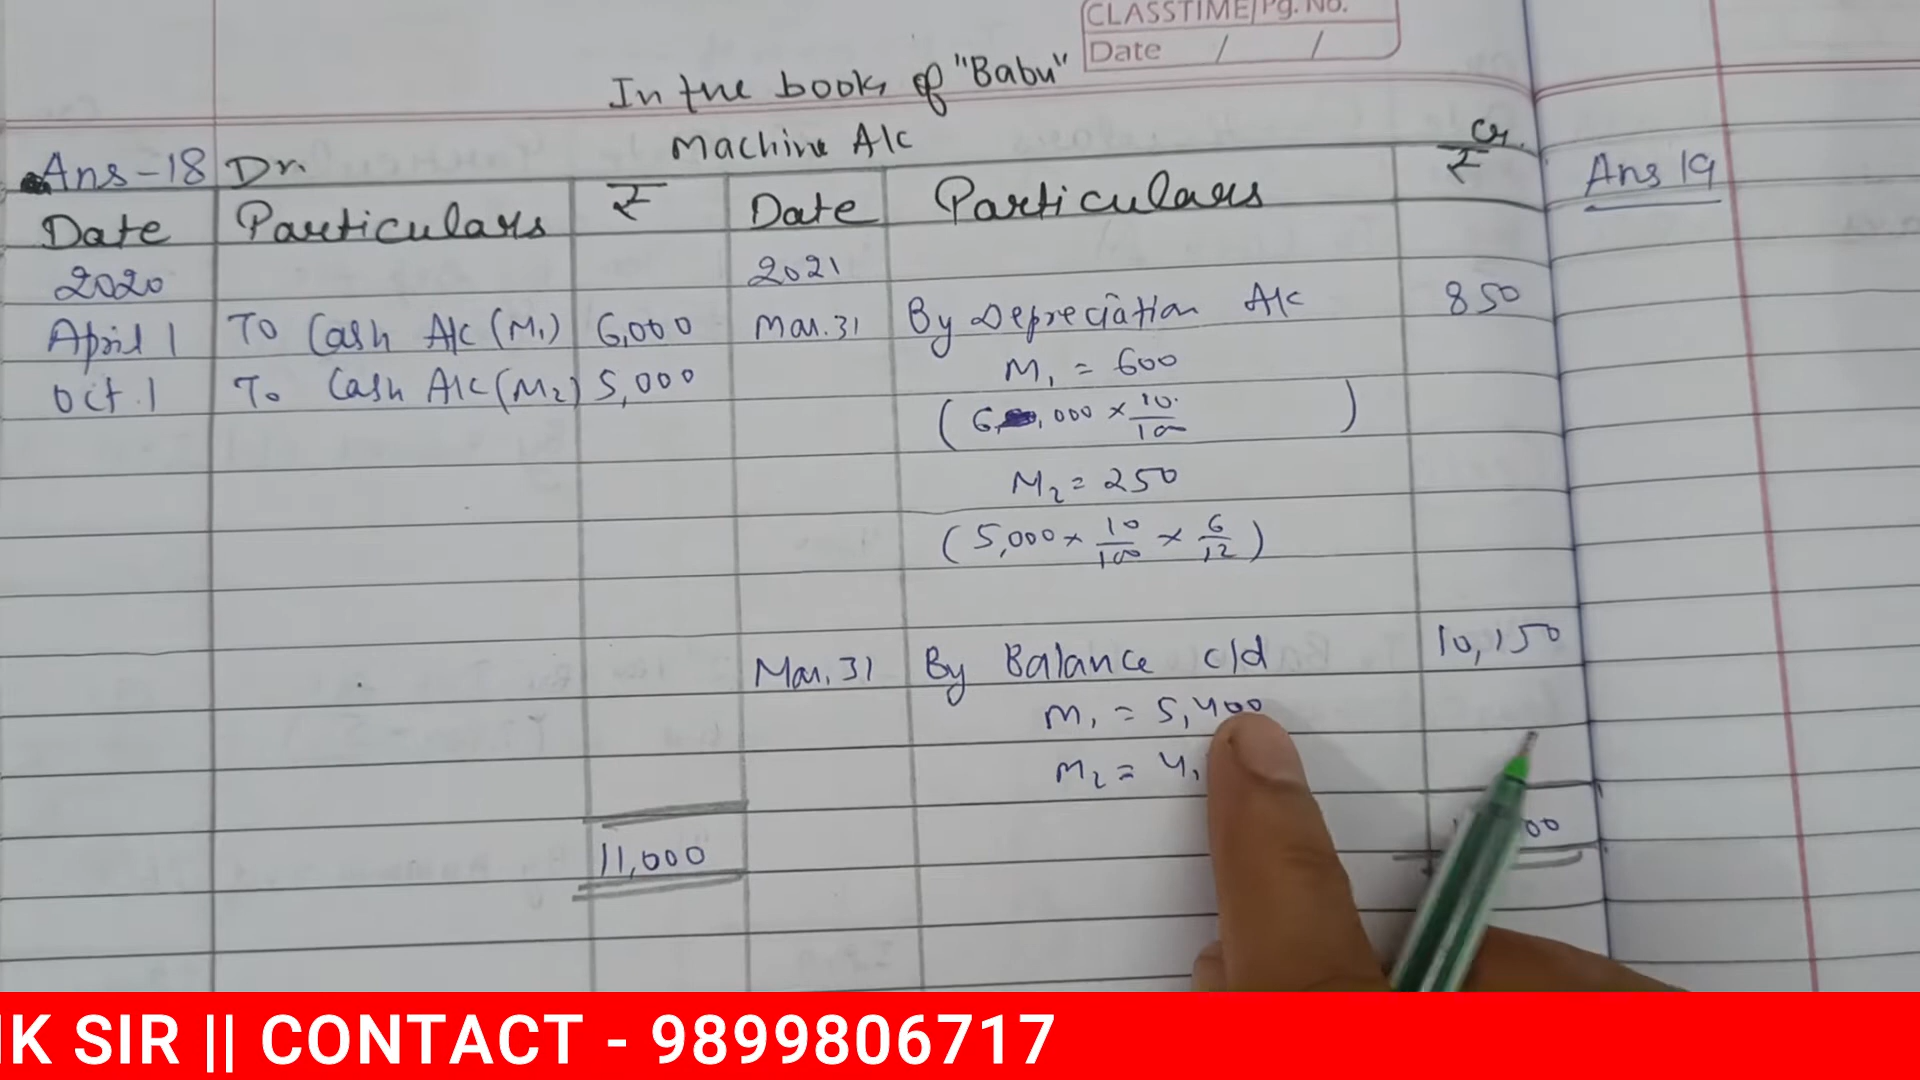 CLASSTIME Pg. No.
Date / /
In the books of "Babu"
Machine A/c
Ans-18 Dr. Cr.
Date Particulars ₹ Date Particulars ₹
2020 2021
April 1 To Cash A/c (M₁) 6,000 Mar. 31 By Depreciation A/c 850
Oct. 1 To Cash A/c (M₂) 5,000 M₁ = 600
(6,000 × 10/100)
M₂ = 250
(5,000 × 10/100 × 6/12)
Mar. 31 By Balance c/d 10,150
M₁ = 5,400
M₂ = 4,
11,000 00
Ans 19
K SIR || CONTACT - 9899806717